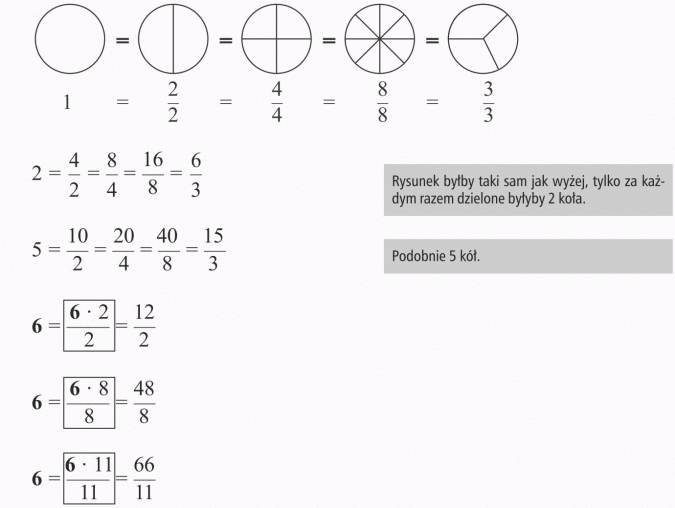 = = = =
1 = 2/2 = 4/4 = 8/8 = 3/3
2 = 4/2 = 8/4 = 16/8 = 6/3
Rysunek byłby taki sam jak wyżej, tylko za każ-
dym razem dzielone byłyby 2 koła.
5 = 10/2 = 20/4 = 40/8 = 15/3
Podobnie 5 kół.
6 = 6 · 2/2 = 12/2
6 = 6 · 8/8 = 48/8
6 = 6 · 11/11 = 66/11